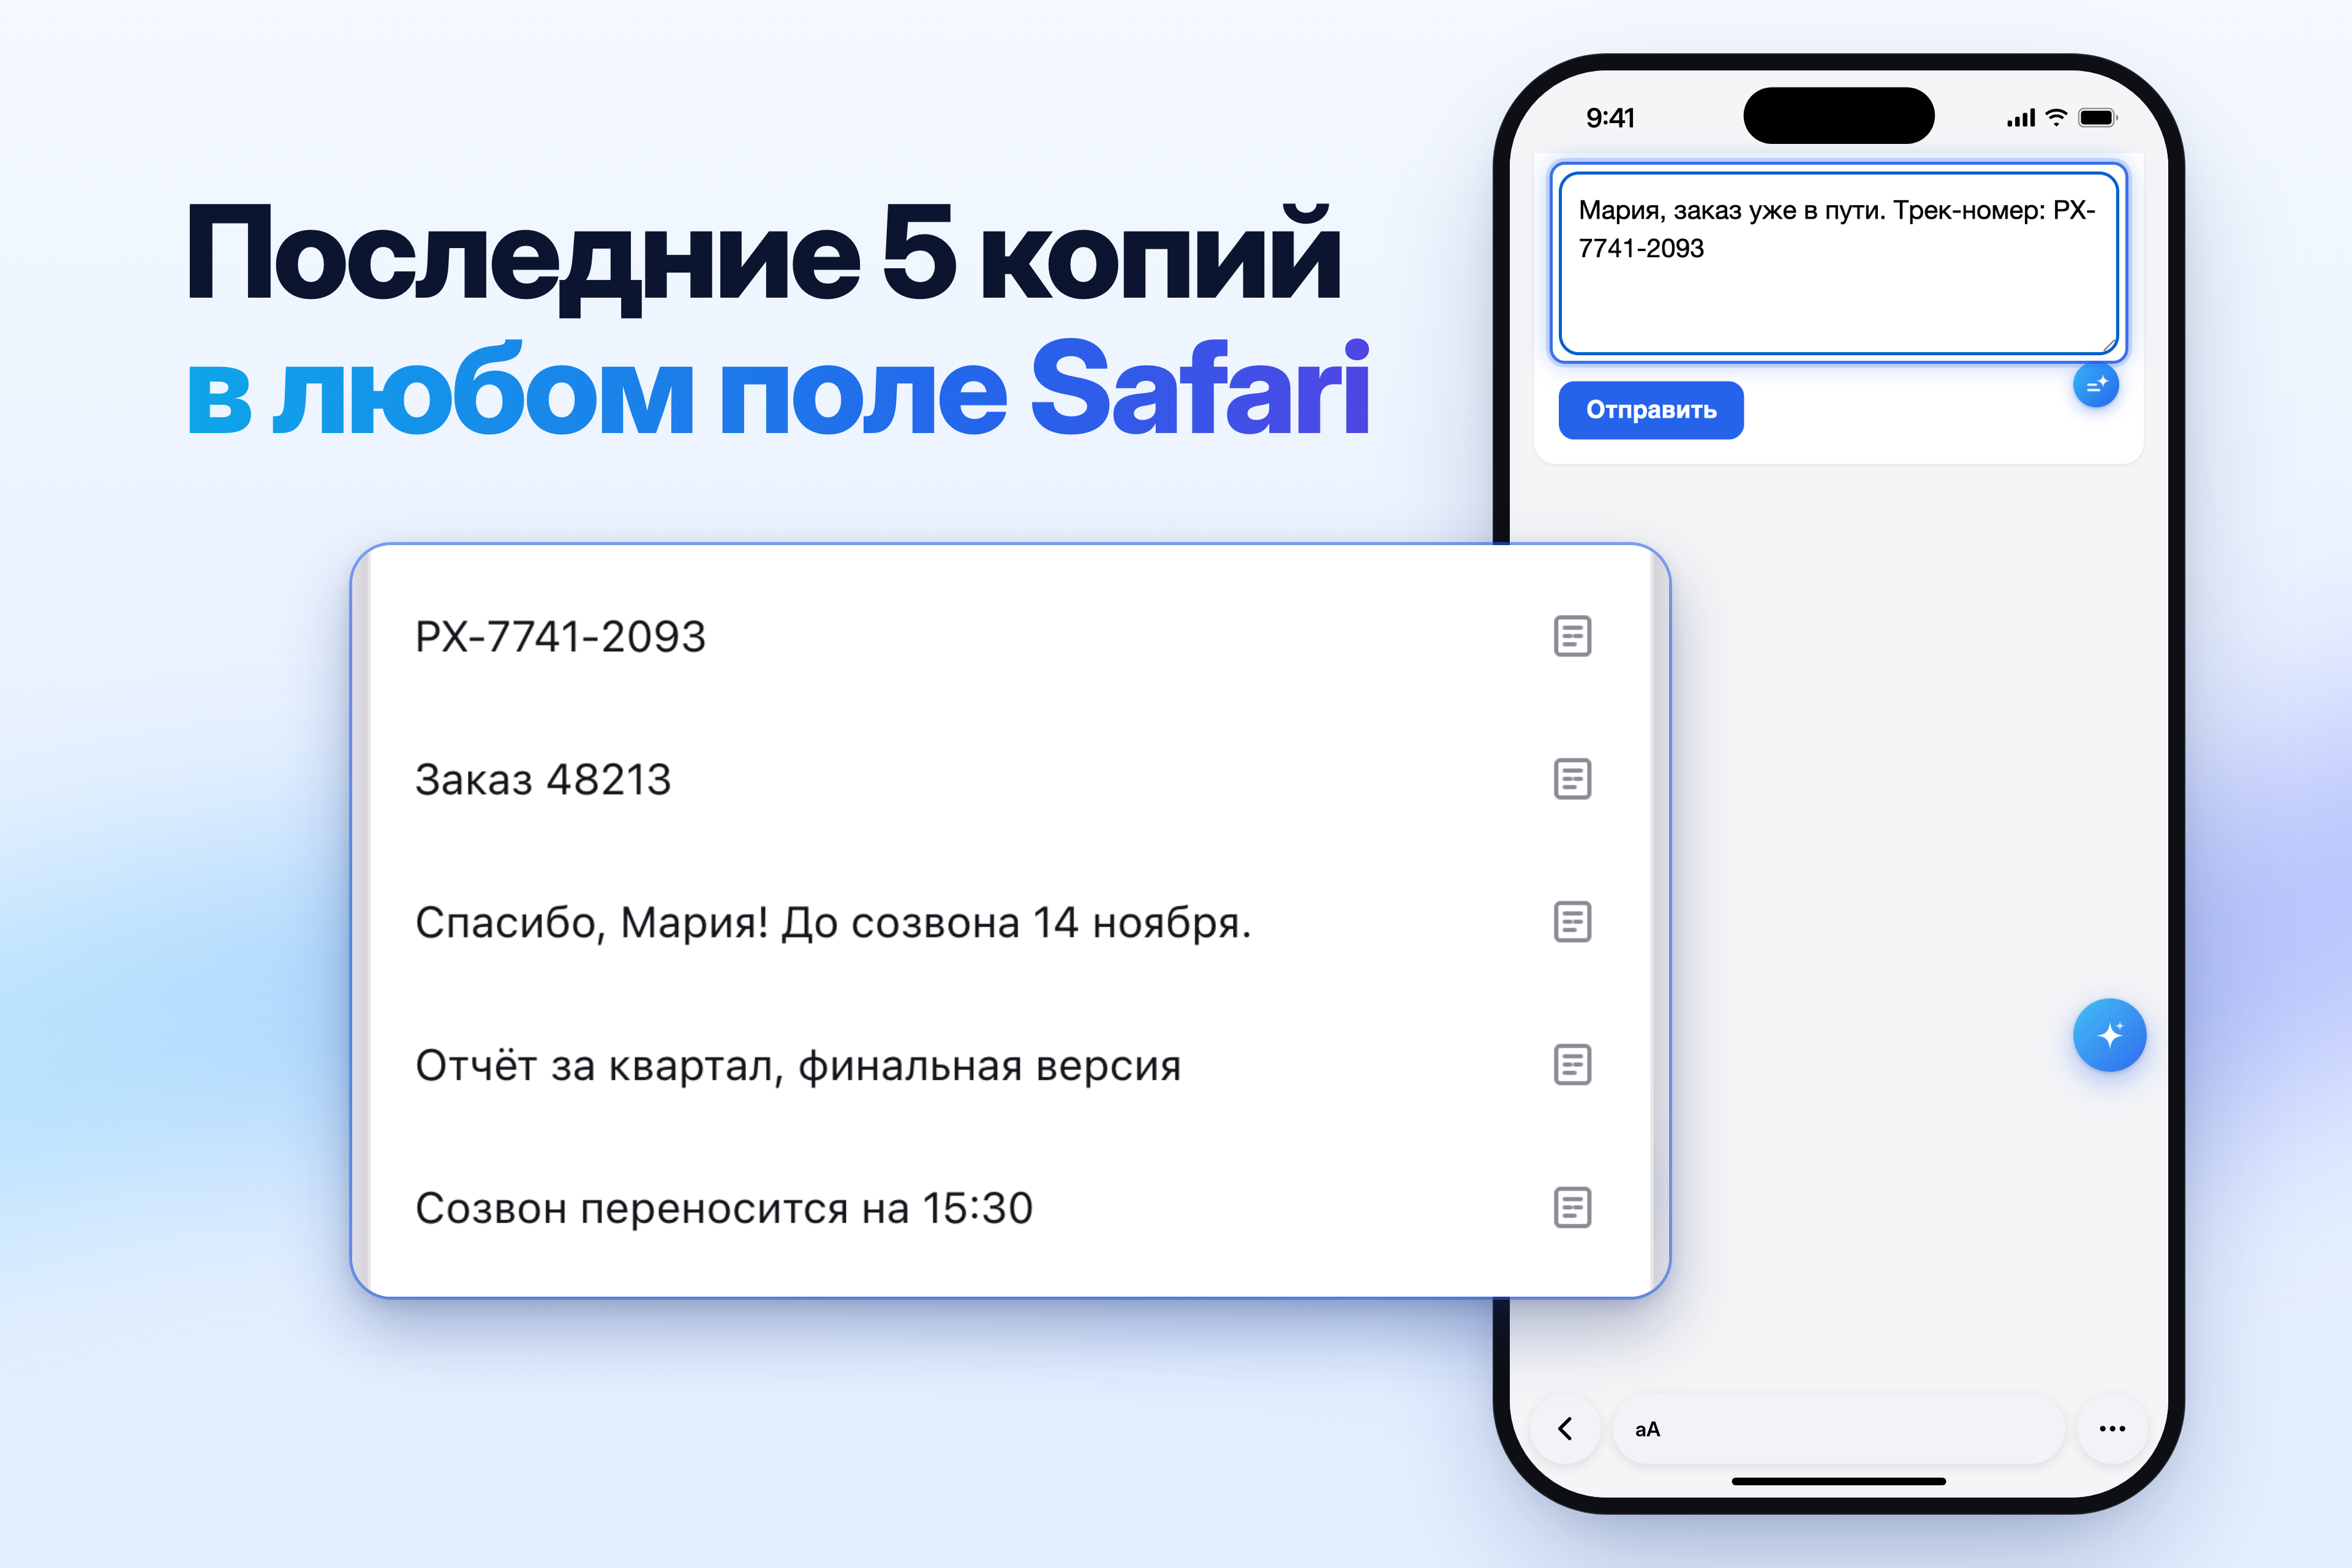 Последние 5 копий
в любом поле Safari
9:41
Мария, заказ уже в пути. Трек-номер: PX-
7741-2093
Отправить
PX-7741-2093
Заказ 48213
Спасибо, Мария! До созвона 14 ноября.
Отчёт за квартал, финальная версия
Созвон переносится на 15:30
аА